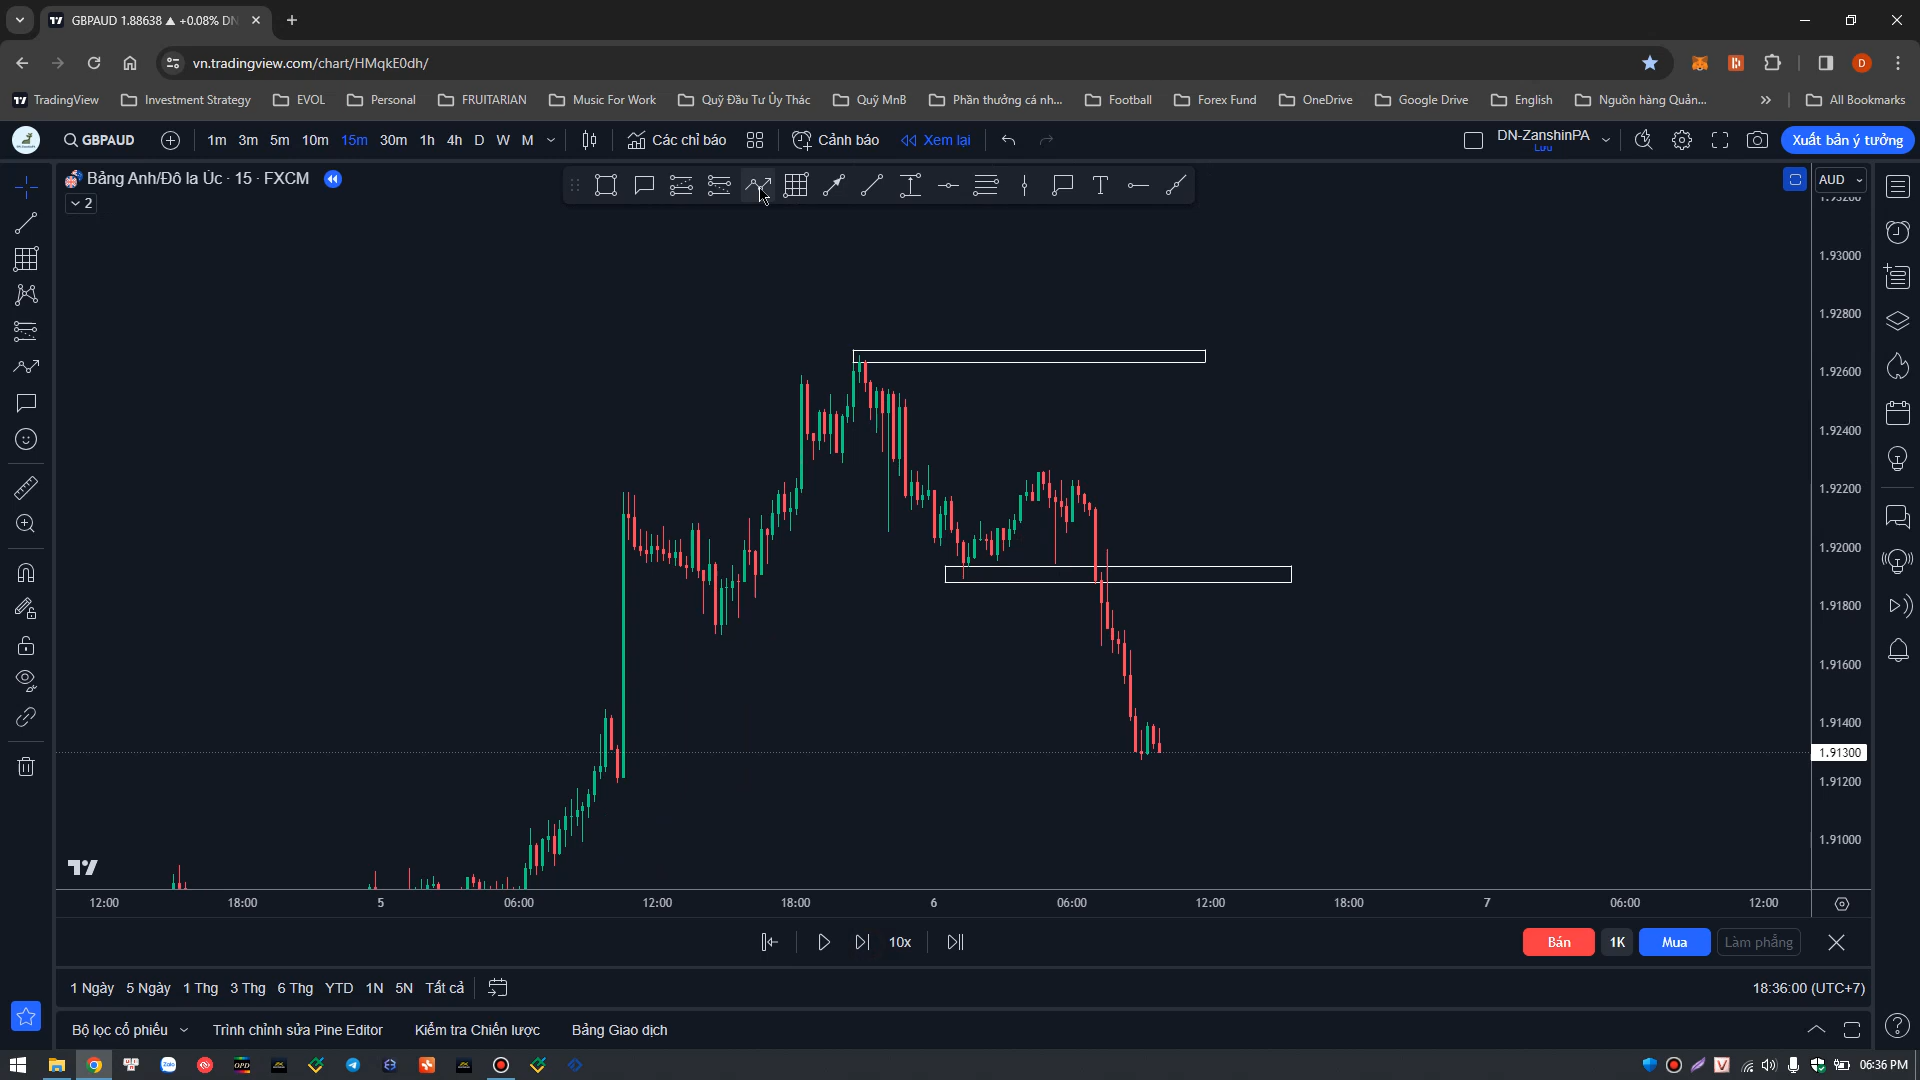 GBPAUD 1.88638 ▲ +0.08% DN
vn.tradingview.com/chart/HMqkE0dh/
D
TradingView
Investment Strategy
EVOL
Personal
FRUITARIAN
Music For Work
Quỹ Đầu Tư Ủy Thác
Quỹ MnB
Phần thưởng cá nh...
Football
Forex Fund
OneDrive
Google Drive
English
Nguồn hàng Quản...
All Bookmarks
GBPAUD
1m 3m 5m 10m 15m 30m 1h 4h D W M
Các chỉ báo
Cảnh báo
Xem lại
DN-ZanshinPA
Lưu
Xuất bản ý tưởng
Bảng Anh/Đô la Úc · 15 · FXCM
2
AUD
1.93200
1.93000
1.92800
1.92600
1.92400
1.92200
1.92000
1.91800
1.91600
1.91400
1.91300
1.91200
1.91000
12:00 18:00 5 06:00 12:00 18:00 6 06:00 12:00 18:00 7 06:00 12:00
10x
Bán 1K Mua Làm phẳng
1 Ngày 5 Ngày 1 Thg 3 Thg 6 Thg YTD 1N 5N Tất cả
18:36:00 (UTC+7)
Bộ lọc cổ phiếu Trình chỉnh sửa Pine Editor Kiểm tra Chiến lược Bảng Giao dịch
Zalo
OPD
V
06:36 PM